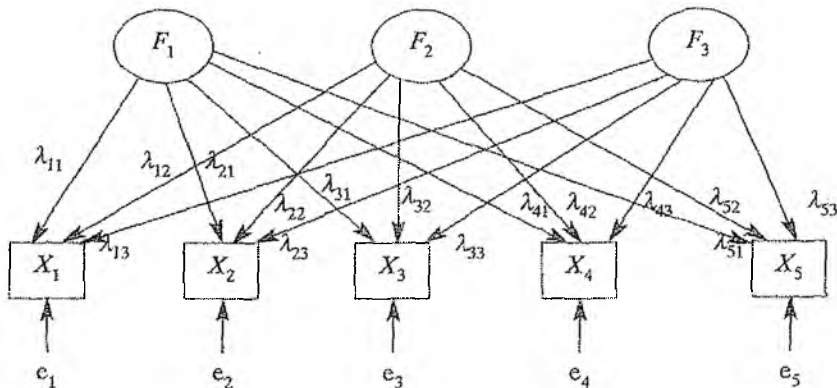 F₁ F₂ F₃
λ₁₁ λ₁₂ λ₂₁ λ₂₂ λ₃₁ λ₃₂ λ₄₁ λ₄₂ λ₄₃ λ₅₂ λ₅₃
λ₁₃ λ₂₃ λ₃₃ λ₅₁
X₁ X₂ X₃ X₄ X₅
e₁ e₂ e₃ e₄ e₅